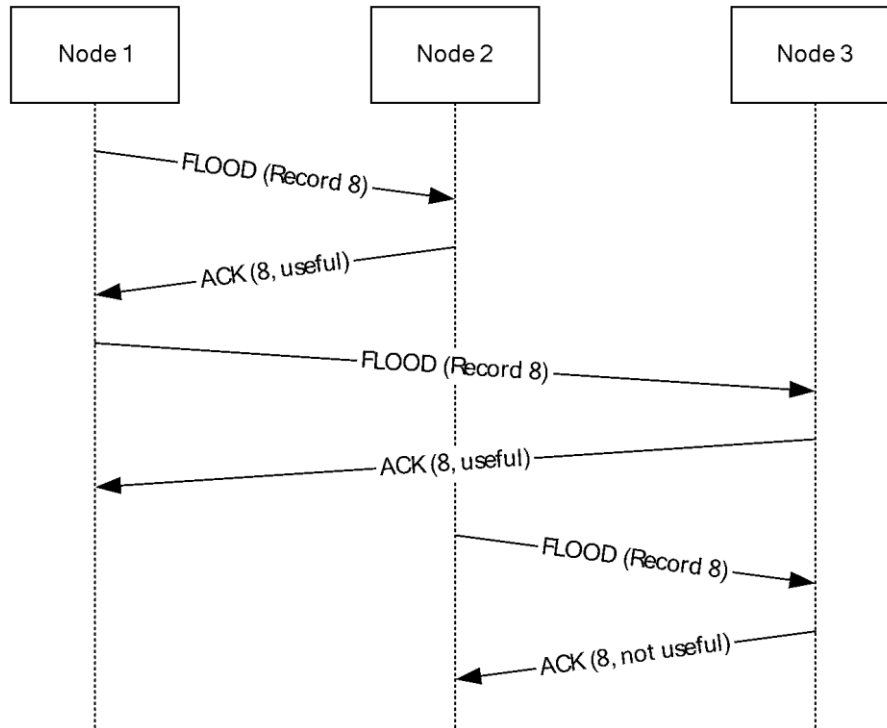 Node 1
Node 2
Node 3
FLOOD (Record 8)
ACK (8, useful)
FLOOD (Record 8)
ACK (8, useful)
FLOOD (Record 8)
ACK (8, not useful)